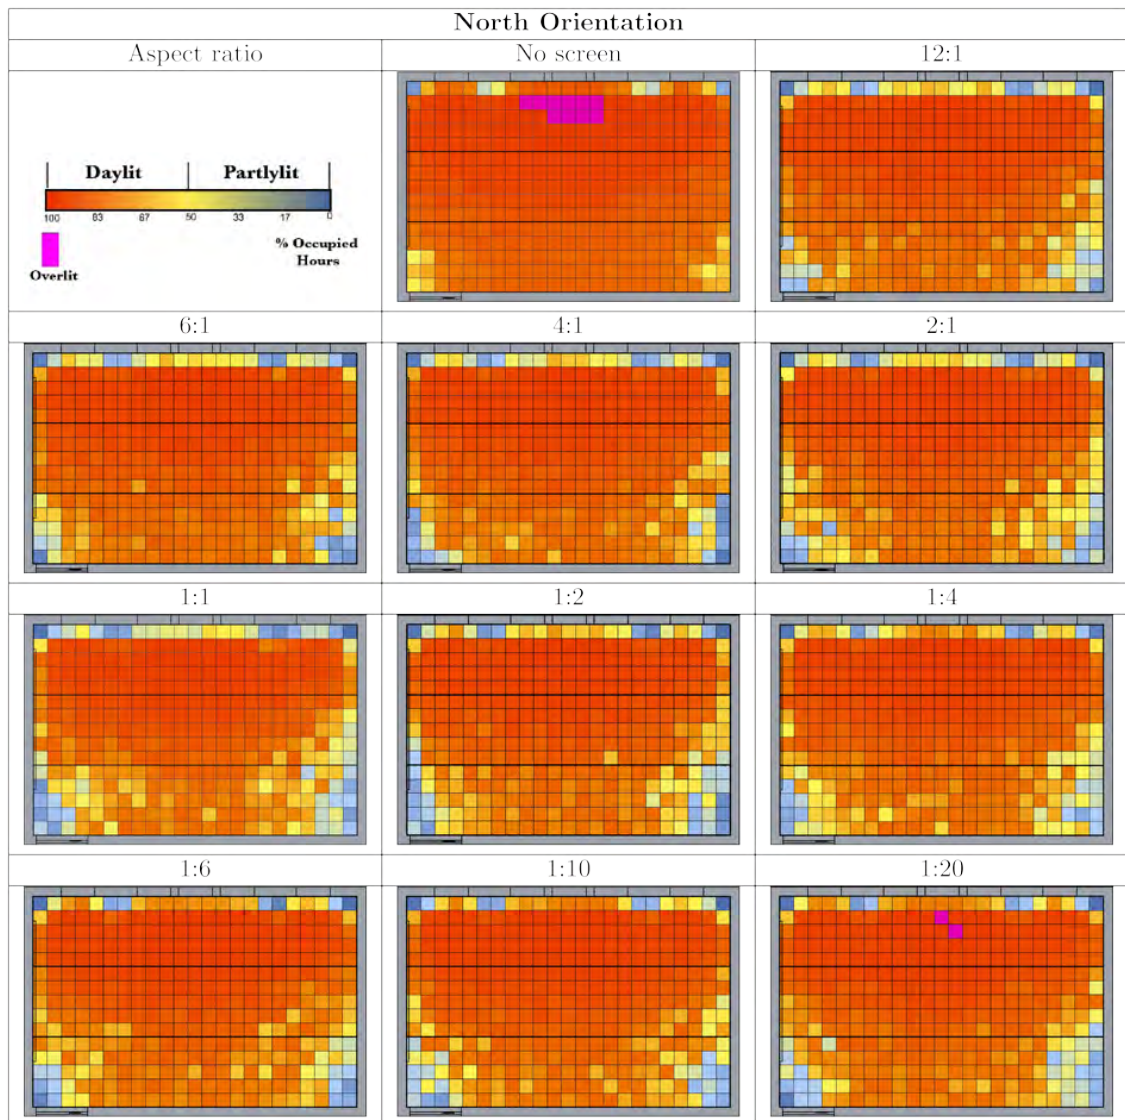 North Orientation
Aspect ratio
No screen
12:1
Daylit
Partlylit
100 83 67 50 33 17 0
% Occupied
Hours
Overlit
6:1
4:1
2:1
1:1
1:2
1:4
1:6
1:10
1:20